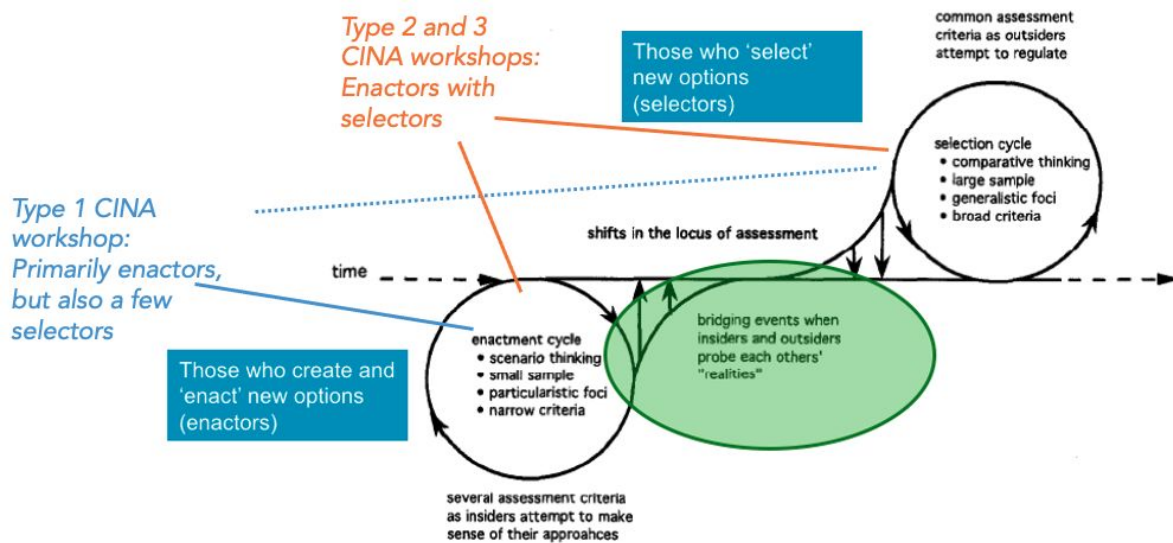 Type 2 and 3
CINA workshops:
Enactors with
selectors
Those who 'select'
new options
(selectors)
common assessment
criteria as outsiders
attempt to regulate
selection cycle
• comparative thinking
• large sample
• generalistic foci
• broad criteria
Type 1 CINA
workshop:
Primarily enactors,
but also a few
selectors
shifts in the locus of assessment
time
enactment cycle
• scenario thinking
• small sample
• particularistic foci
• narrow criteria
bridging events when
insiders and outsiders
probe each others'
"realities"
Those who create and
'enact' new options
(enactors)
several assessment criteria
as insiders attempt to make
sense of their approahces